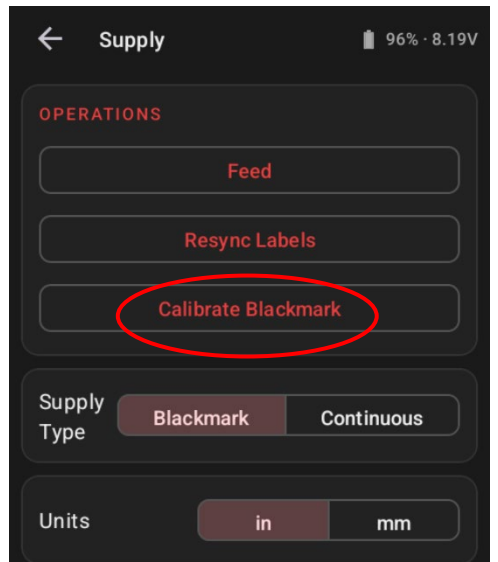 Supply 96% · 8.19V
OPERATIONS
Feed
Resync Labels
Calibrate Blackmark
Supply Type Blackmark Continuous
Units in mm